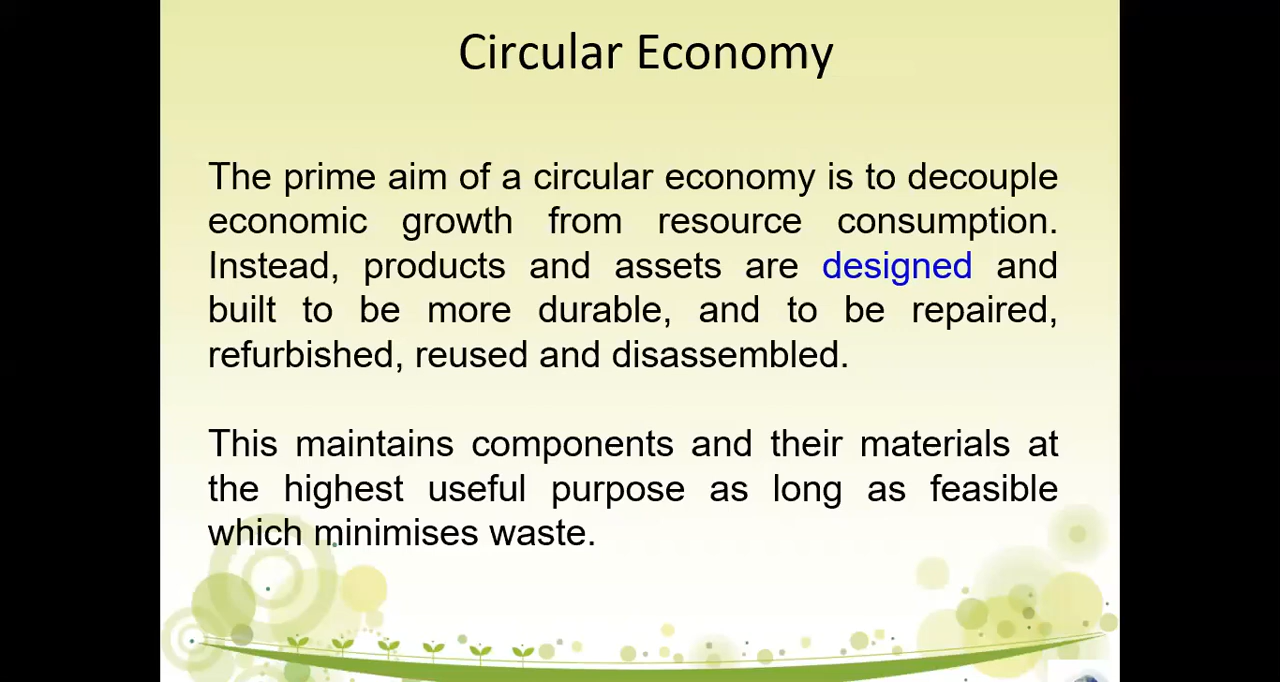 Circular Economy
The prime aim of a circular economy is to decouple
economic growth from resource consumption.
Instead, products and assets are designed and
built to be more durable, and to be repaired,
refurbished, reused and disassembled.
This maintains components and their materials at
the highest useful purpose as long as feasible
which minimises waste.